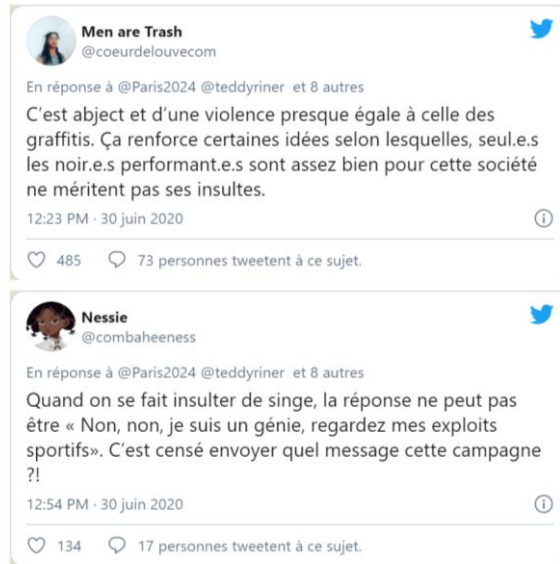 Men are Trash
@coeurdelouvecom
En réponse à @Paris2024 @teddyriner et 8 autres
C'est abject et d'une violence presque égale à celle des
graffitis. Ça renforce certaines idées selon lesquelles, seul.e.s
les noir.e.s performant.e.s sont assez bien pour cette société
ne méritent pas ses insultes.
12:23 PM · 30 juin 2020
485 73 personnes tweetent à ce sujet.
Nessie
@combaheeness
En réponse à @Paris2024 @teddyriner et 8 autres
Quand on se fait insulter de singe, la réponse ne peut pas
être « Non, non, je suis un génie, regardez mes exploits
sportifs». C'est censé envoyer quel message cette campagne
?!
12:54 PM · 30 juin 2020
134 17 personnes tweetent à ce sujet.